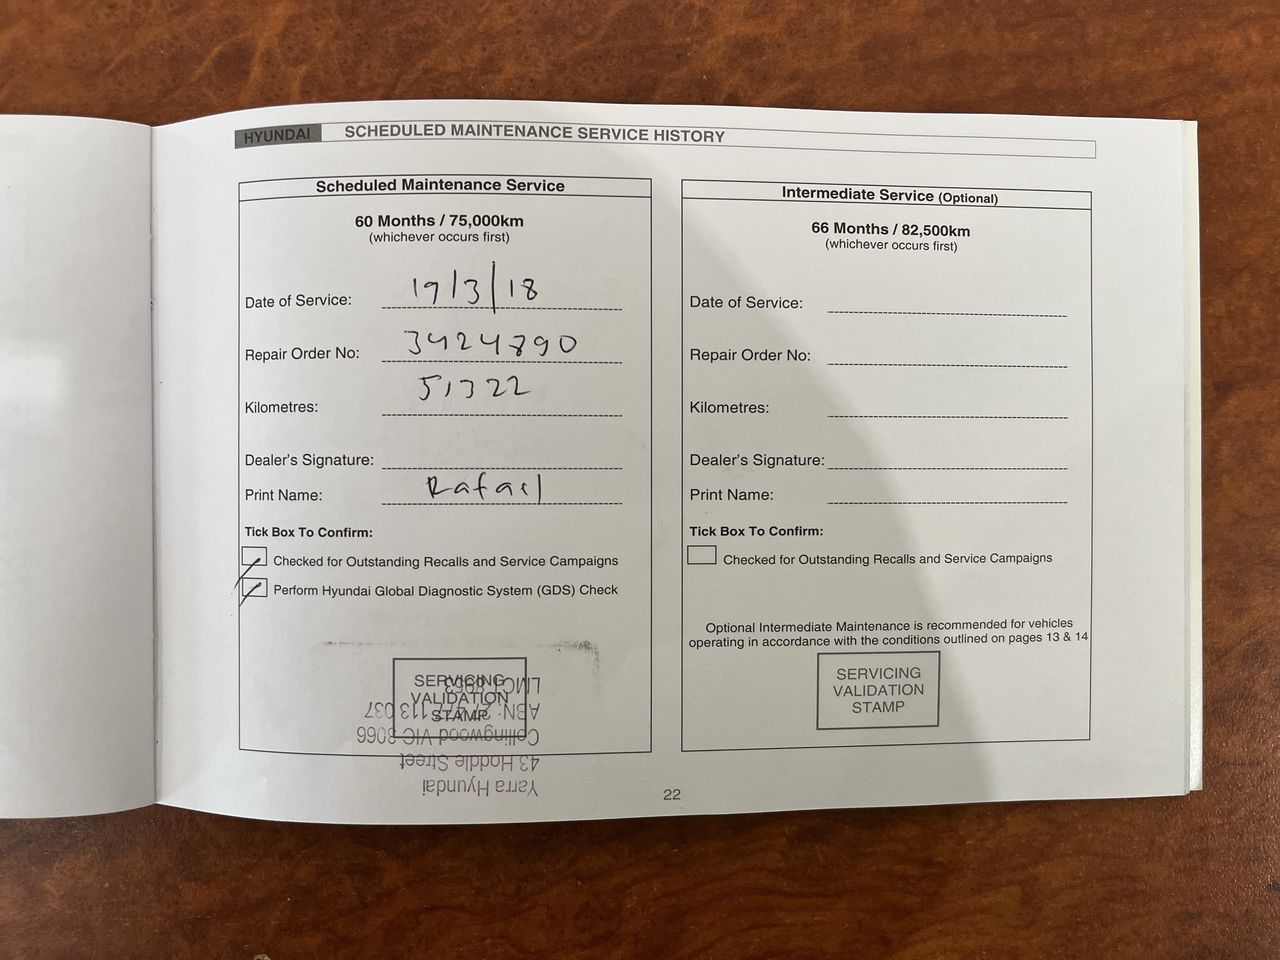 HYUNDAI SCHEDULED MAINTENANCE SERVICE HISTORY
Scheduled Maintenance Service
60 Months / 75,000km
(whichever occurs first)
Date of Service: 19/3/18
Repair Order No: 3424890
Kilometres: 51322
Dealer's Signature:
Print Name: Rafael
Tick Box To Confirm:
Checked for Outstanding Recalls and Service Campaigns
Perform Hyundai Global Diagnostic System (GDS) Check
SERVICING
VALIDATION
STAMP
Yarra Hyundai
43 Hoddle Street
Collingwood VIC 3066
ABN: 113 037
LMCT
Intermediate Service (Optional)
66 Months / 82,500km
(whichever occurs first)
Date of Service:
Repair Order No:
Kilometres:
Dealer's Signature:
Print Name:
Tick Box To Confirm:
Checked for Outstanding Recalls and Service Campaigns
Optional Intermediate Maintenance is recommended for vehicles
operating in accordance with the conditions outlined on pages 13 & 14
SERVICING
VALIDATION
STAMP
22